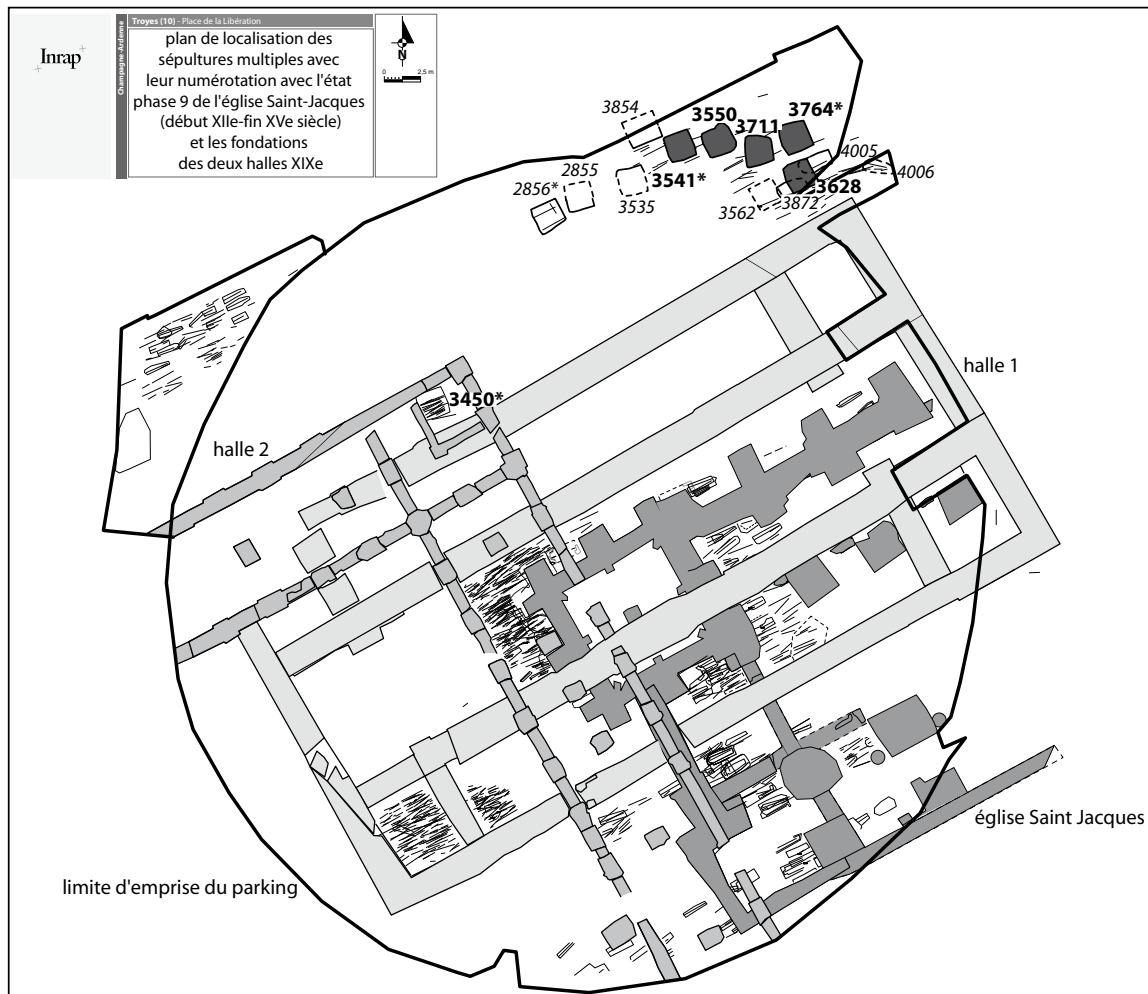 Inrap
Champagne-Ardenne
Troyes (10) - Place de la Libération
plan de localisation des
sépultures multiples avec
leur numérotation avec l'état
phase 9 de l'église Saint-Jacques
(début XIIe-fin XVe siècle)
et les fondations
des deux halles XIXe
N
0 2,5 m
3854
3550
3764*
3711
2855
4005
2856*
3541*
4006
3535
3628
3562
3872
halle 1
3450*
halle 2
église Saint Jacques
limite d'emprise du parking